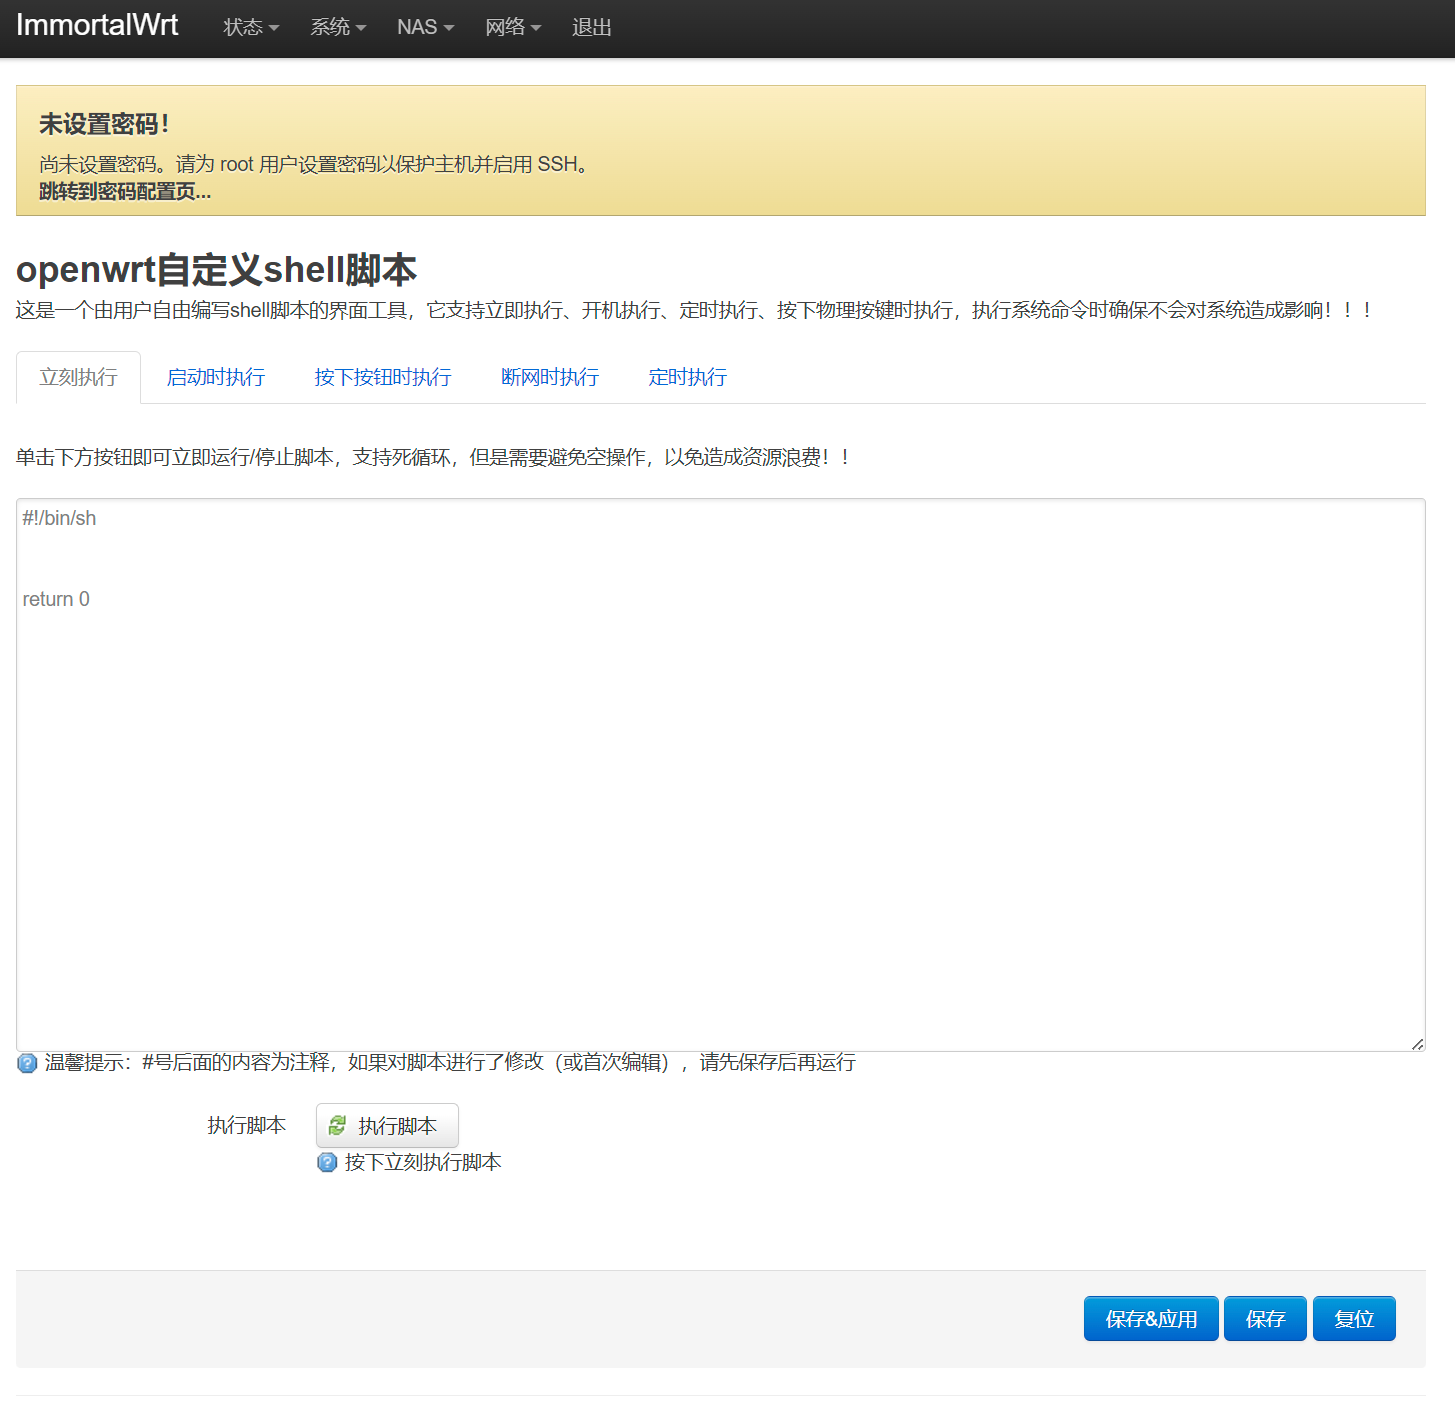 ImmortalWrt 状态 系统 NAS 网络 退出
未设置密码！
尚未设置密码。请为 root 用户设置密码以保护主机并启用 SSH。
跳转到密码配置页...
openwrt自定义shell脚本
这是一个由用户自由编写shell脚本的界面工具，它支持立即执行、开机执行、定时执行、按下物理按键时执行，执行系统命令时确保不会对系统造成影响！！！
立刻执行 启动时执行 按下按钮时执行 断网时执行 定时执行
单击下方按钮即可立即运行/停止脚本，支持死循环，但是需要避免空操作，以免造成资源浪费！！
#!/bin/sh
return 0
温馨提示：#号后面的内容为注释，如果对脚本进行了修改（或首次编辑），请先保存后再运行
执行脚本 执行脚本
按下立刻执行脚本
保存&应用 保存 复位